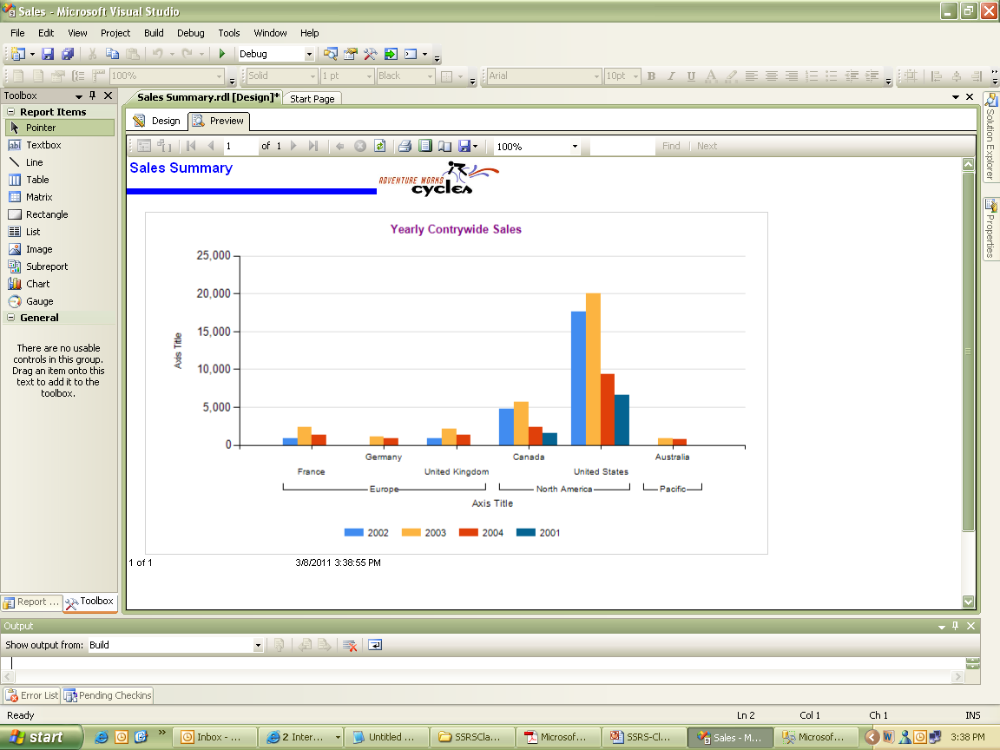 Sales - Microsoft Visual Studio
File Edit View Project Build Debug Tools Window Help
Debug
100% Solid 1 pt Black Arial 10pt B I U A
Toolbox
Report Items
Pointer
Textbox
Line
Table
Matrix
Rectangle
List
Image
Subreport
Chart
Gauge
General
There are no usable
controls in this group.
Drag an item onto this
text to add it to the
toolbox.
Report ... Toolbox
Sales Summary.rdl [Design]* Start Page
Design Preview
1 of 1 100% Find Next
Sales Summary
ADVENTURE WORKS
cycles
Yearly Contrywide Sales
25,000
20,000
15,000
10,000
5,000
0
Axis Title
Germany Canada Australia
France United Kingdom United States
Europe North America Pacific
Axis Title
2002 2003 2004 2001
1 of 1 3/8/2011 3:38:55 PM
Solution Explorer
Properties
Output
Show output from: Build
Error List Pending Checkins
Ready Ln 2 Col 1 Ch 1 INS
start Inbox - ... 2 Inter... Untitled ... SSRSCla... Microsof... SSRS-Cl... Sales - M... Microsof... 3:38 PM